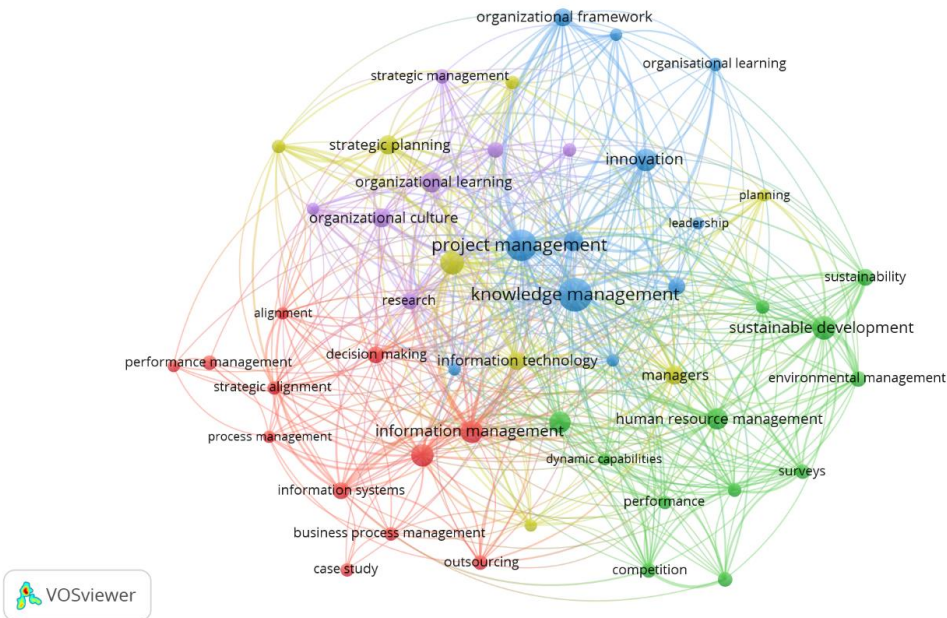 organizational framework
organisational learning
strategic management
strategic planning
innovation
organizational learning
planning
organizational culture
leadership
project management
sustainability
knowledge management
research
alignment
sustainable development
decision making
information technology
performance management
managers
environmental management
strategic alignment
human resource management
information management
process management
dynamic capabilities
surveys
information systems
performance
business process management
outsourcing
case study
competition
VOSviewer